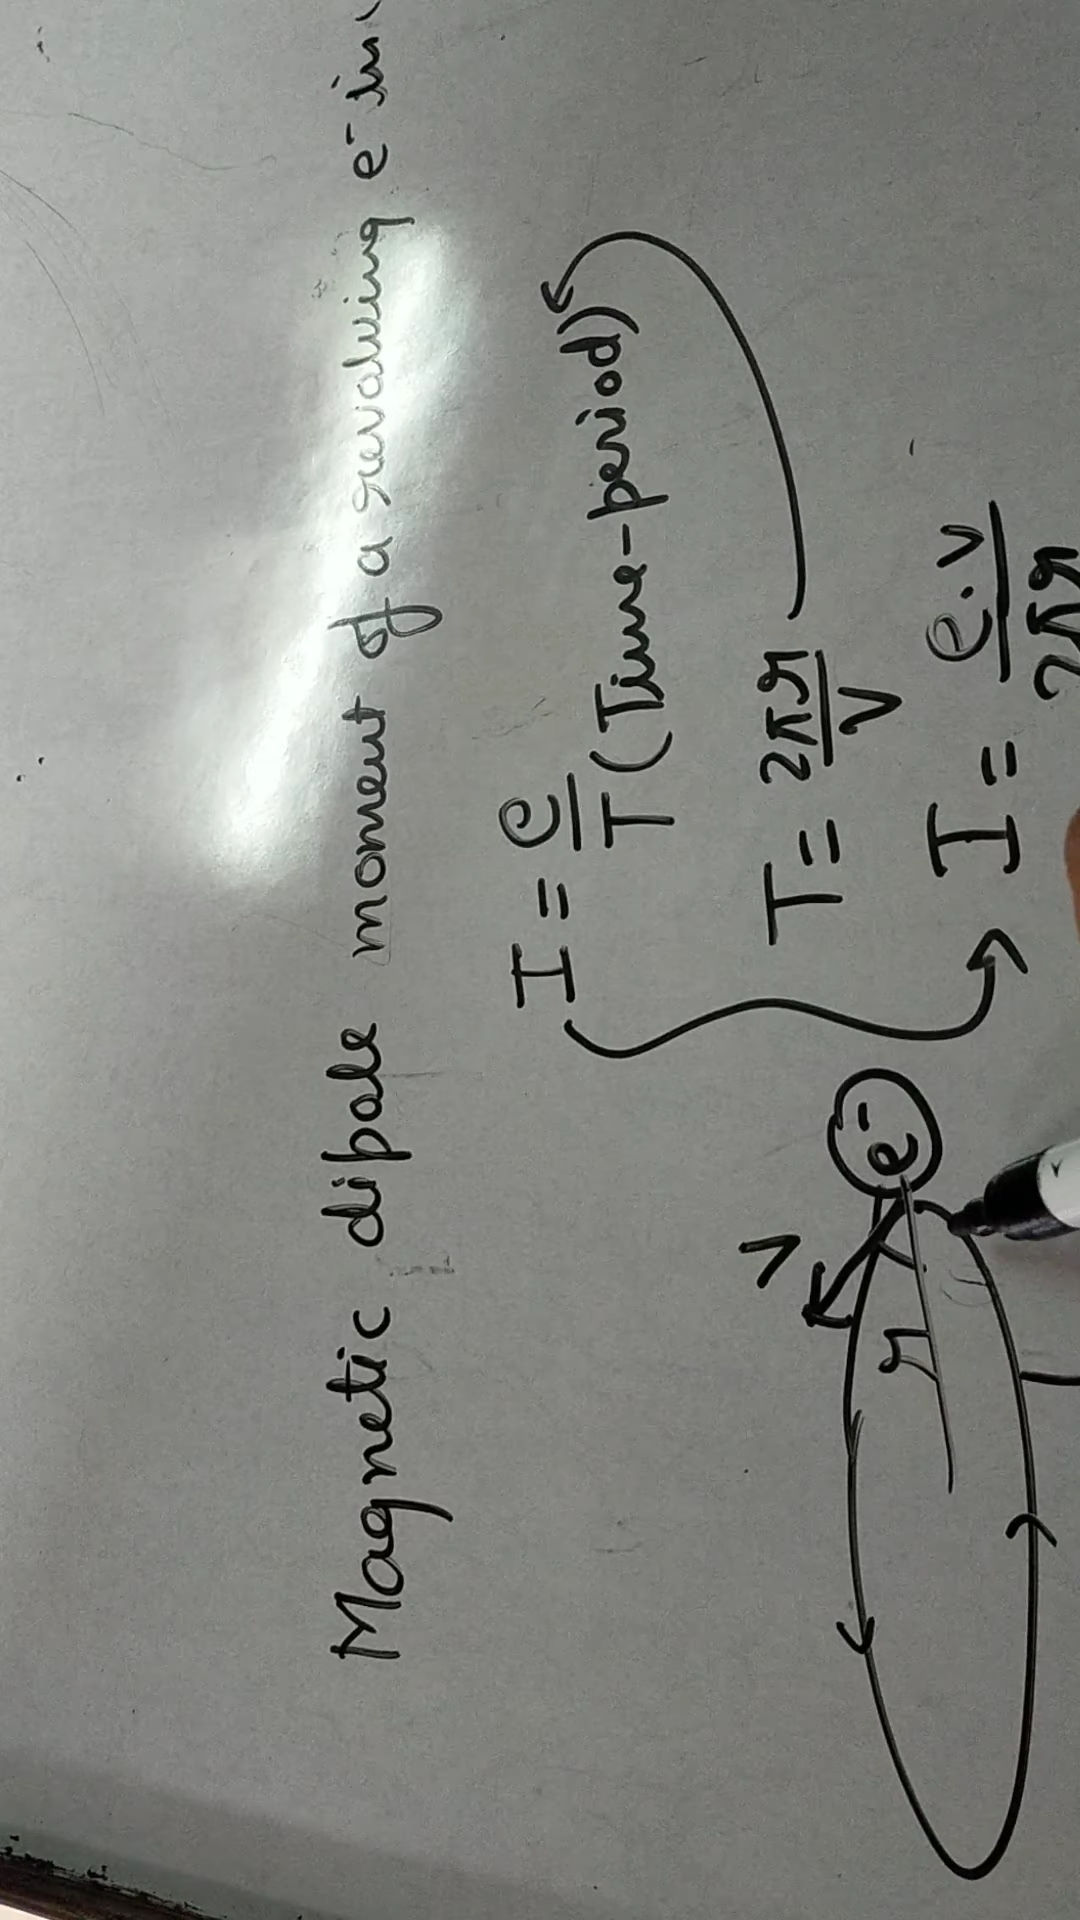 Magnetic dipole moment of a revolving e⁻ in
I = e/T (Time-period)
T = 2πr/V
I = e.v/2πr
e⁻
V
r